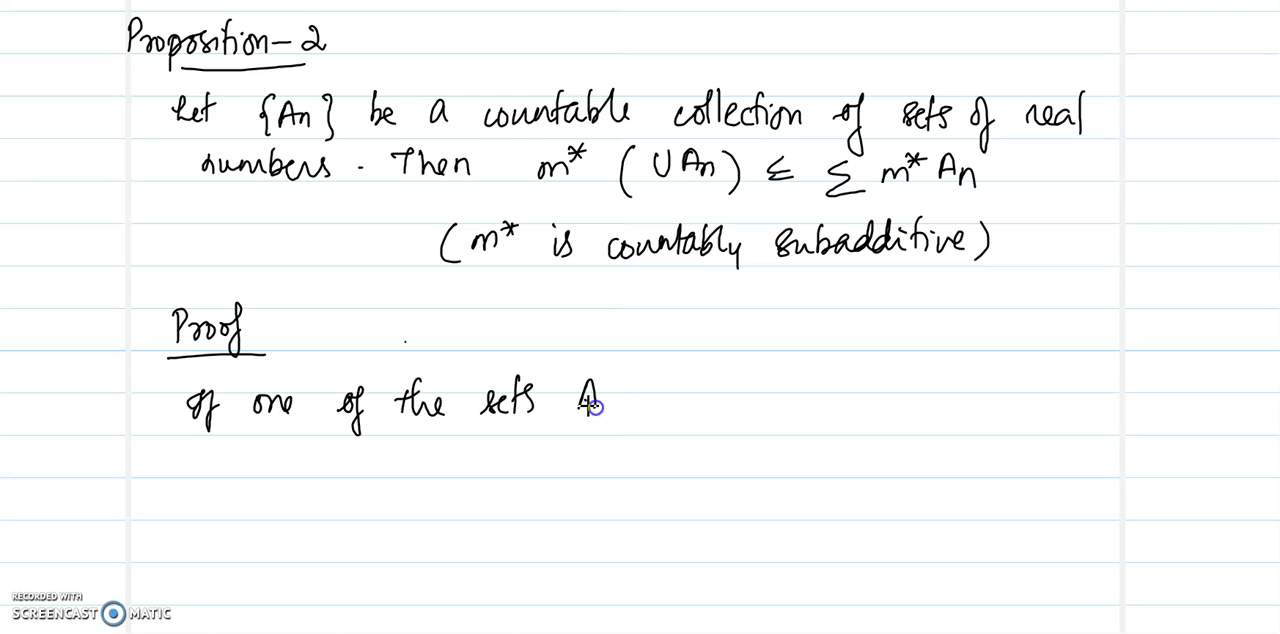 Proposition-2
Let {An} be a countable collection of sets of real
numbers. Then m* (∪An) ≤ ∑ m* An
(m* is countably subadditive)
Proof
If one of the sets A
RECORDED WITH
SCREENCAST MATIC